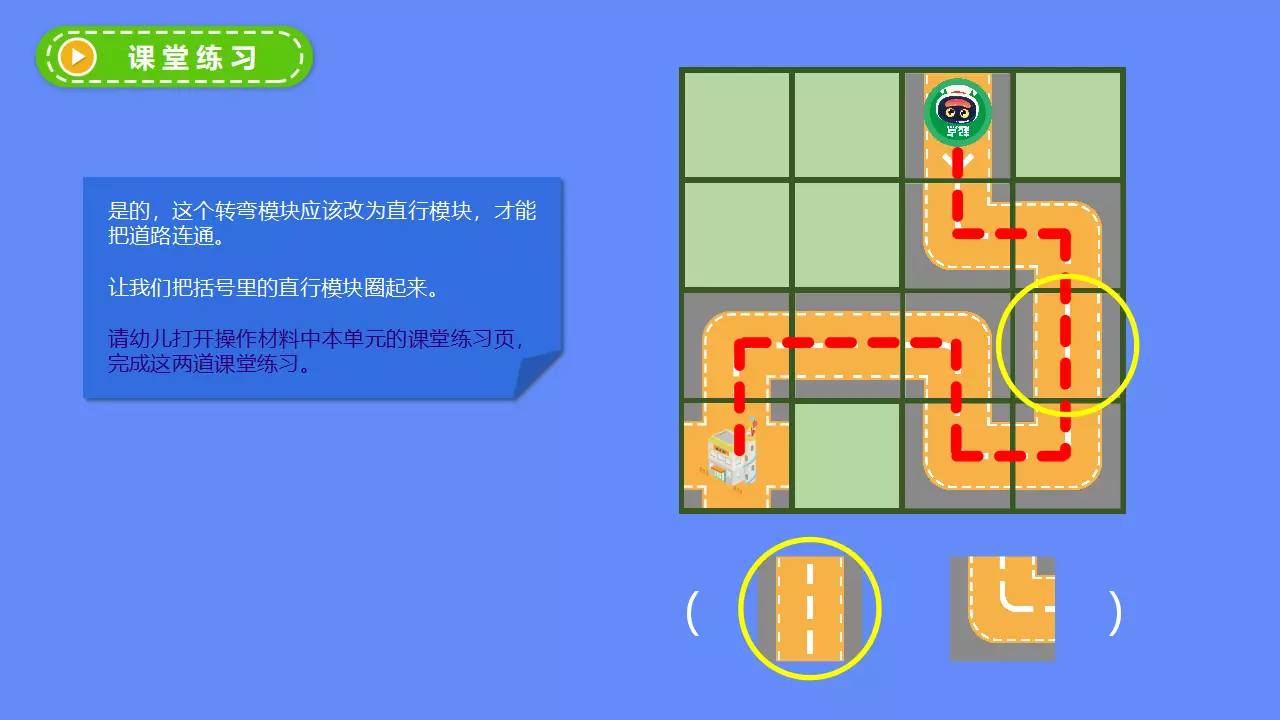 课堂练习
是的，这个转弯模块应该改为直行模块，才能
把道路连通。
让我们把括号里的直行模块圈起来。
请幼儿打开操作材料中本单元的课堂练习页，
完成这两道课堂练习。
起点
(
)